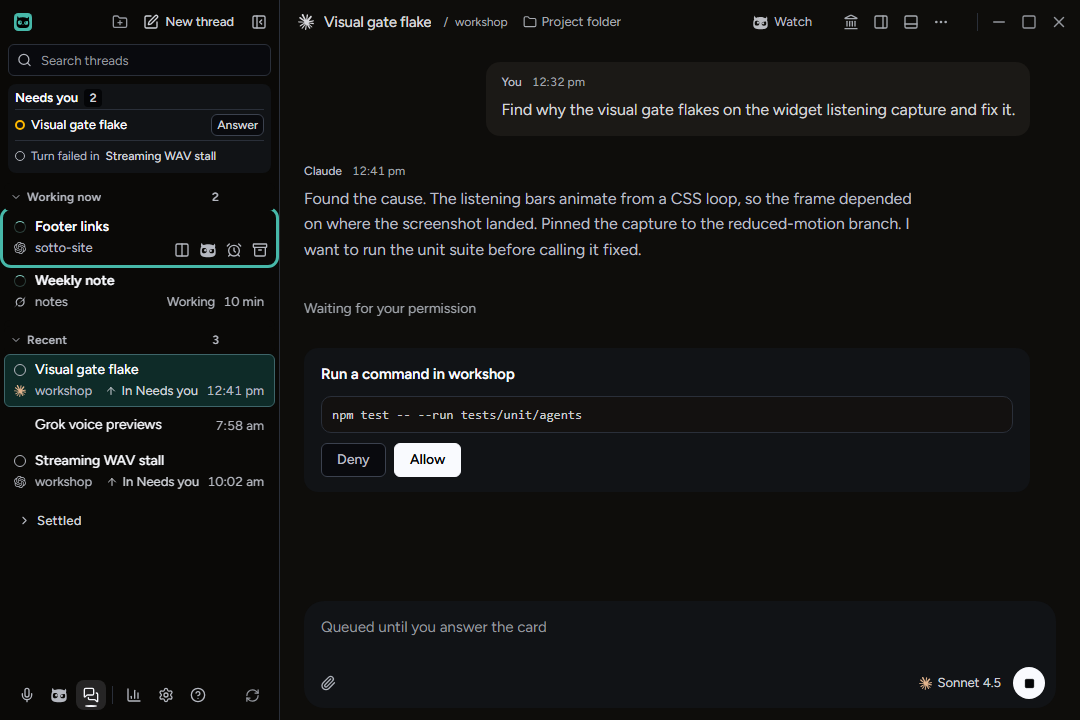 New thread
Search threads
Needs you 2
Visual gate flake Answer
Turn failed in Streaming WAV stall
Working now 2
Footer links
sotto-site
Weekly note
notes Working 10 min
Recent 3
Visual gate flake
workshop ↑ In Needs you 12:41 pm
Grok voice previews 7:58 am
Streaming WAV stall
workshop ↑ In Needs you 10:02 am
Settled
Visual gate flake / workshop Project folder Watch
You 12:32 pm
Find why the visual gate flakes on the widget listening capture and fix it.
Claude 12:41 pm
Found the cause. The listening bars animate from a CSS loop, so the frame depended
on where the screenshot landed. Pinned the capture to the reduced-motion branch. I
want to run the unit suite before calling it fixed.
Waiting for your permission
Run a command in workshop
npm test -- --run tests/unit/agents
Deny Allow
Queued until you answer the card
Sonnet 4.5